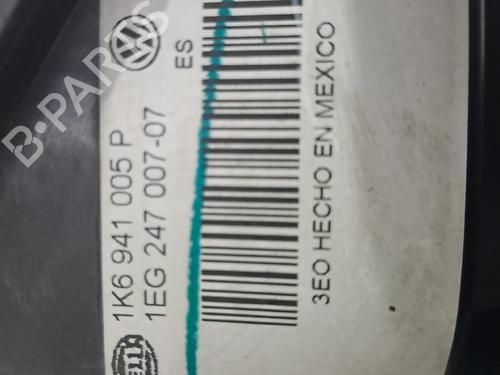 1K6 941 005 P
1EG 247 007-07
ES
3EO HECHO EN MEXICO
B-PARTS